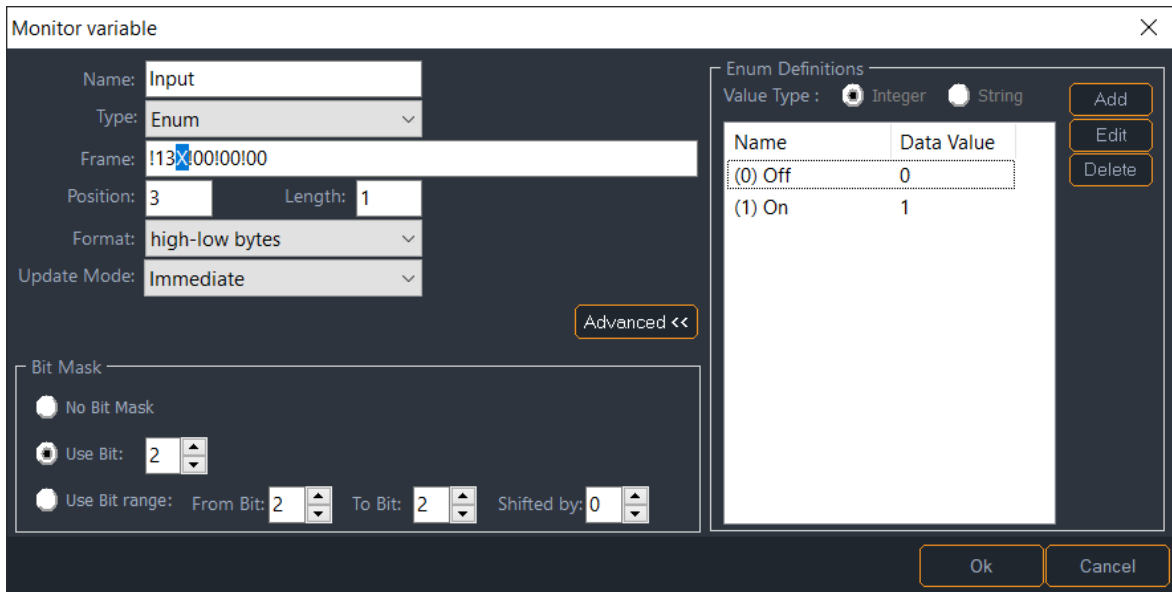 Monitor variable
Name: Input
Type: Enum
Frame: !13X!00!00!00
Position: 3 Length: 1
Format: high-low bytes
Update Mode: Immediate
Advanced <<
Bit Mask
No Bit Mask
Use Bit: 2
Use Bit range: From Bit: 2 To Bit: 2 Shifted by: 0
Enum Definitions
Value Type : Integer String
Name Data Value
(0) Off 0
(1) On 1
Add
Edit
Delete
Ok Cancel